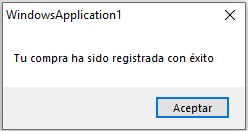 WindowsApplication1
Tu compra ha sido registrada con éxito
Aceptar